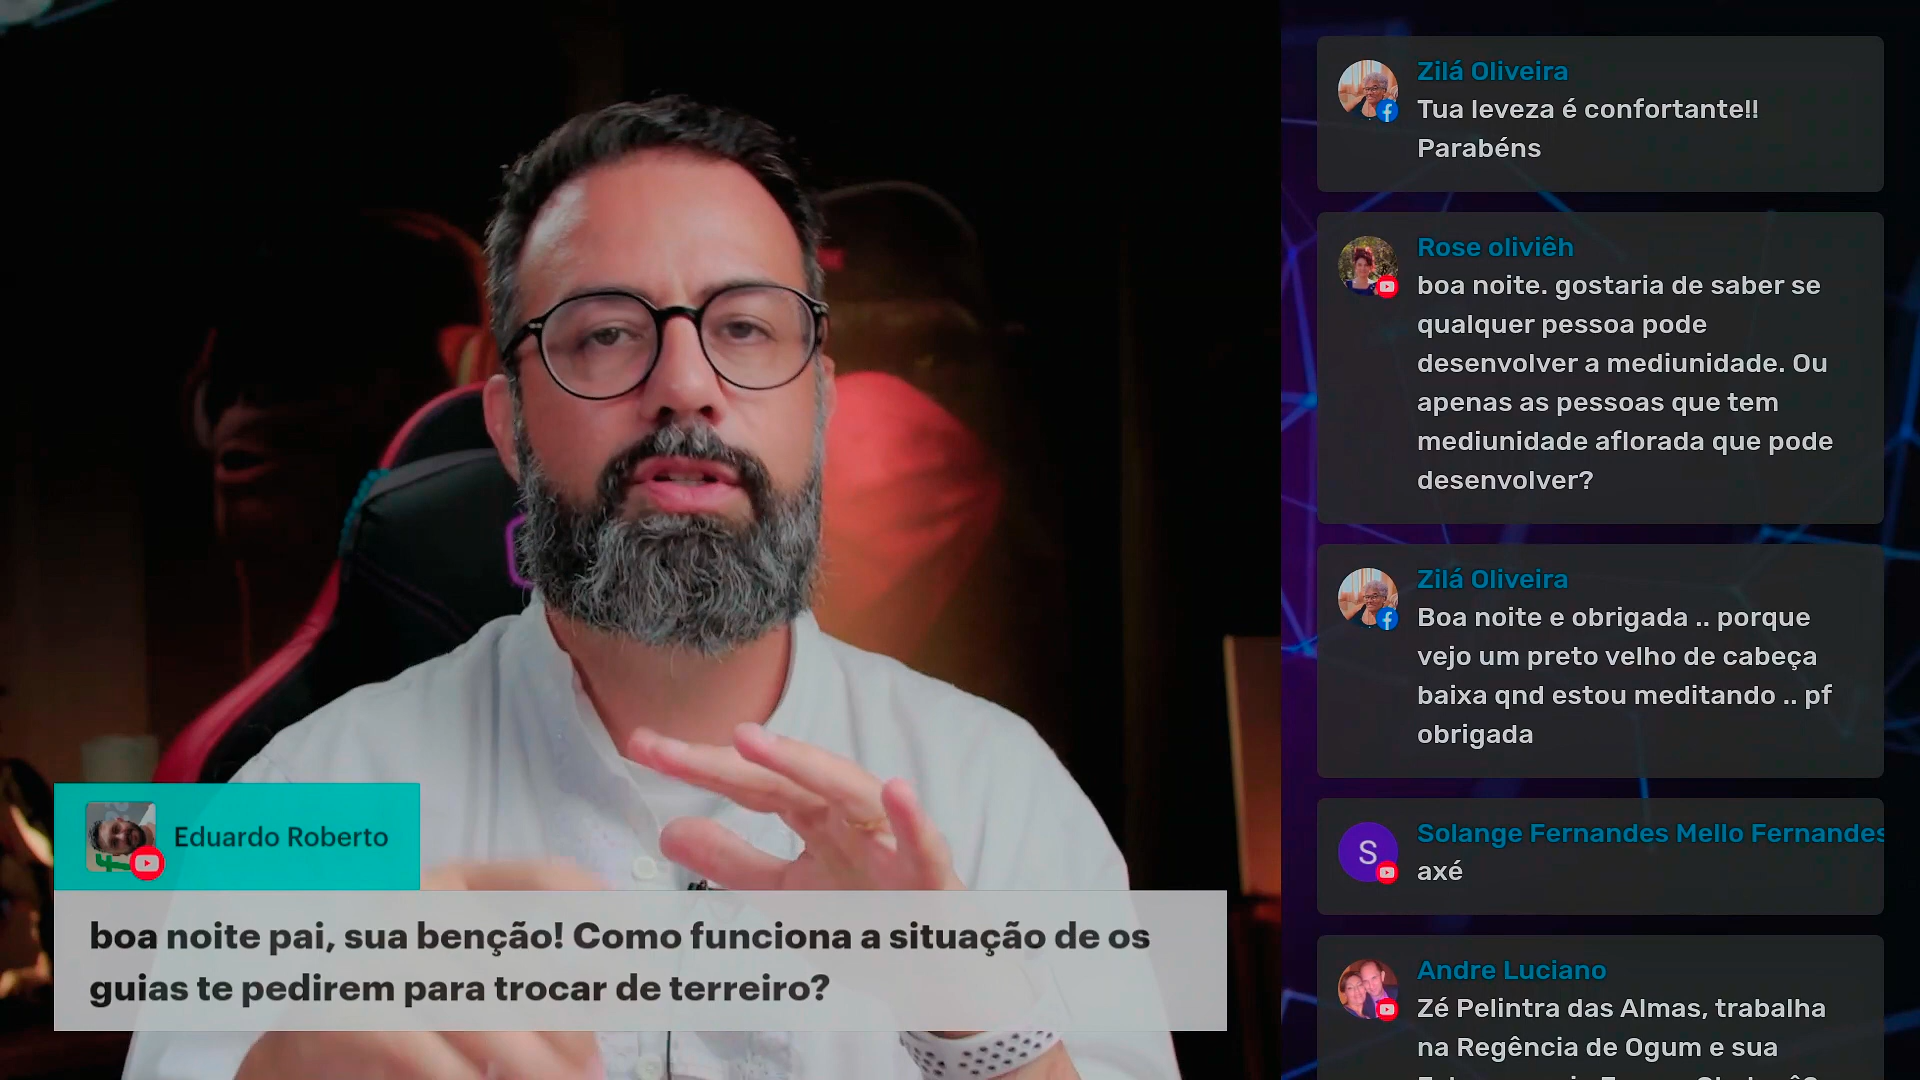 Eduardo Roberto
boa noite pai, sua benção! Como funciona a situação de os
guias te pedirem para trocar de terreiro?
Zilá Oliveira
Tua leveza é confortante!!
Parabéns
Rose oliviêh
boa noite. gostaria de saber se
qualquer pessoa pode
desenvolver a mediunidade. Ou
apenas as pessoas que tem
mediunidade aflorada que pode
desenvolver?
Zilá Oliveira
Boa noite e obrigada .. porque
vejo um preto velho de cabeça
baixa qnd estou meditando .. pf
obrigada
S
Solange Fernandes Mello Fernandes
axé
Andre Luciano
Zé Pelintra das Almas, trabalha
na Regência de Ogum e sua